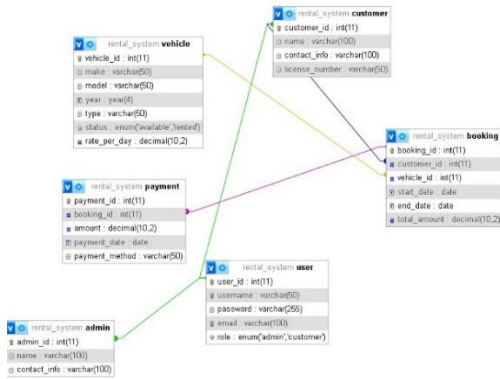 rental_system customer
customer_id : int(11)
name : varchar(100)
contact_info : varchar(100)
license_number : varchar(50)
rental_system vehicle
vehicle_id : int(11)
make : varchar(50)
model : varchar(50)
year : year(4)
type : varchar(50)
status : enum('available','rented')
rate_per_day : decimal(10,2)
rental_system booking
booking_id : int(11)
customer_id : int(11)
vehicle_id : int(11)
start_date : date
end_date : date
total_amount : decimal(10,2)
rental_system payment
payment_id : int(11)
booking_id : int(11)
amount : decimal(10,2)
payment_date : date
payment_method : varchar(50)
rental_system user
user_id : int(11)
username : varchar(50)
password : varchar(255)
email : varchar(100)
role : enum('admin','customer')
rental_system admin
admin_id : int(11)
name : varchar(100)
contact_info : varchar(100)